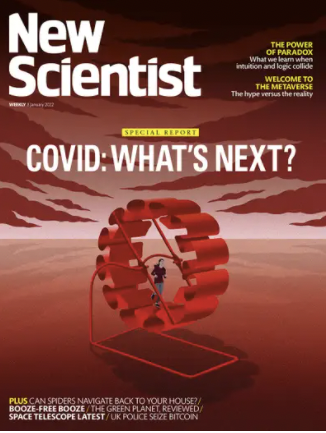 New
Scientist
WEEKLY 8 January 2022
THE POWER
OF PARADOX
What we learn when
intuition and logic collide
WELCOME TO
THE METAVERSE
The hype versus the reality
SPECIAL REPORT
COVID: WHAT'S NEXT?
PLUS CAN SPIDERS NAVIGATE BACK TO YOUR HOUSE? /
BOOZE-FREE BOOZE / THE GREEN PLANET, REVIEWED /
SPACE TELESCOPE LATEST / UK POLICE SEIZE BITCOIN